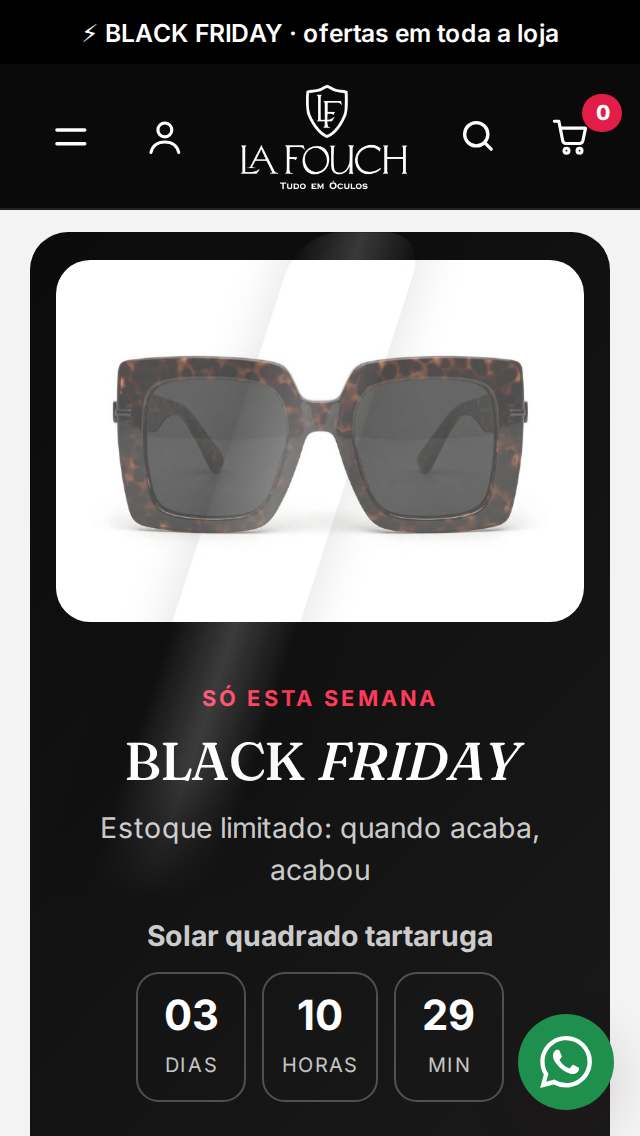 ⚡ BLACK FRIDAY · ofertas em toda a loja
0
LF
LA FOUCH
TUDO EM ÓCULOS
SÓ ESTA SEMANA
BLACK FRIDAY
Estoque limitado: quando acaba,
acabou
Solar quadrado tartaruga
03 10 29
DIAS HORAS MIN